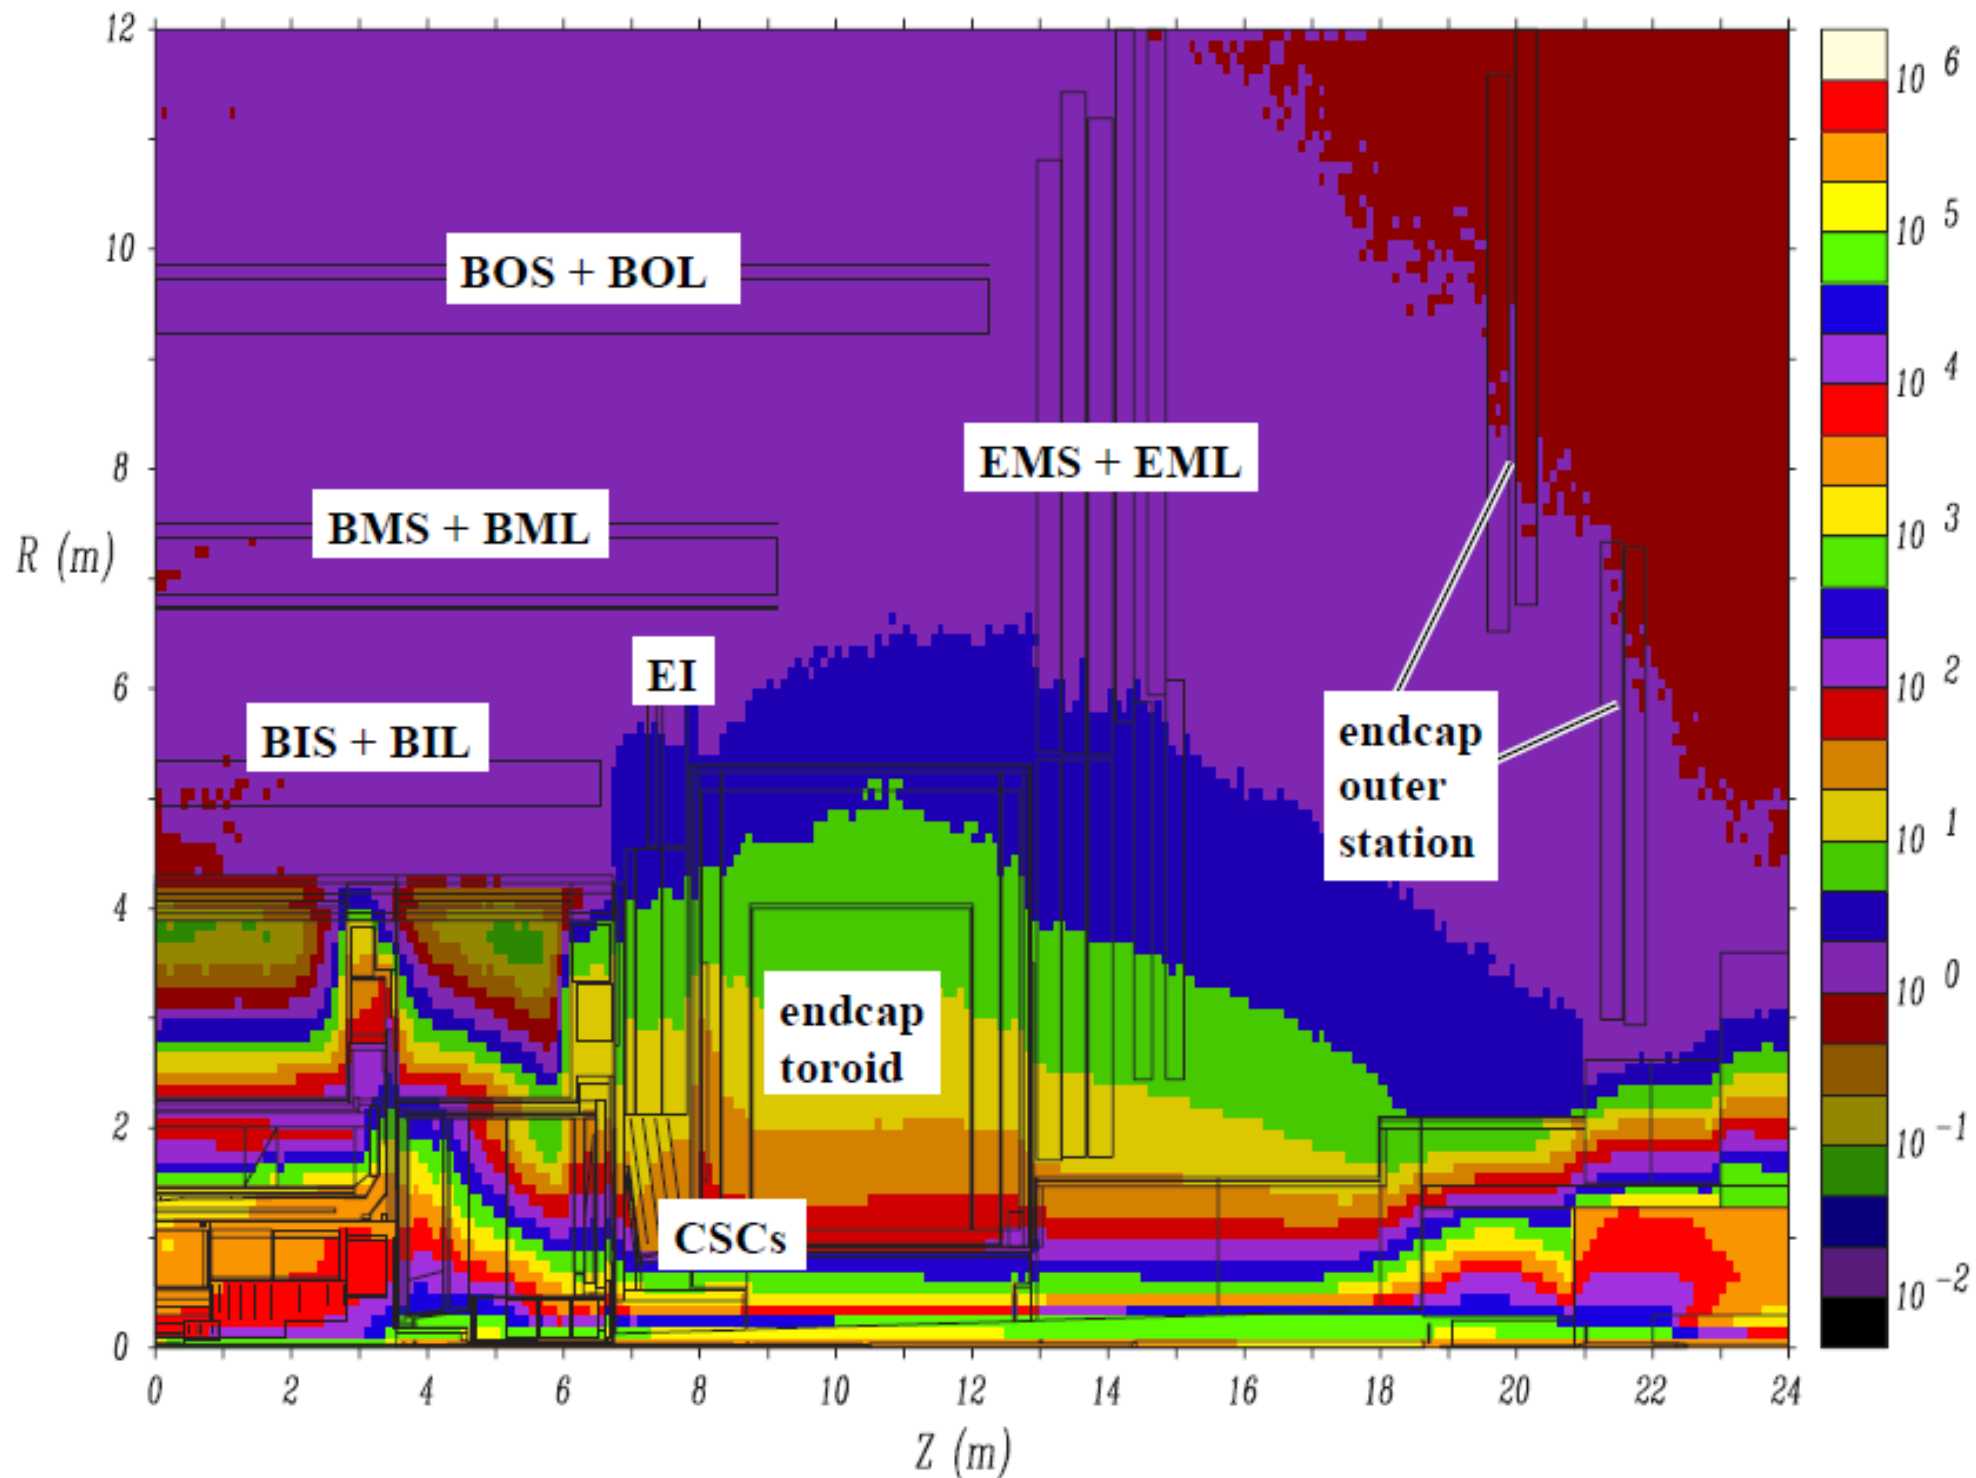 12
10
8
6
4
2
0
R (m)
BOS + BOL
BMS + BML
EMS + EML
EI
BIS + BIL
endcap
outer
station
endcap
toroid
CSCs
0 2 4 6 8 10 12 14 16 18 20 22 24
Z (m)
10 6
10 5
10 4
10 3
10 2
10 1
10 0
10 -1
10 -2